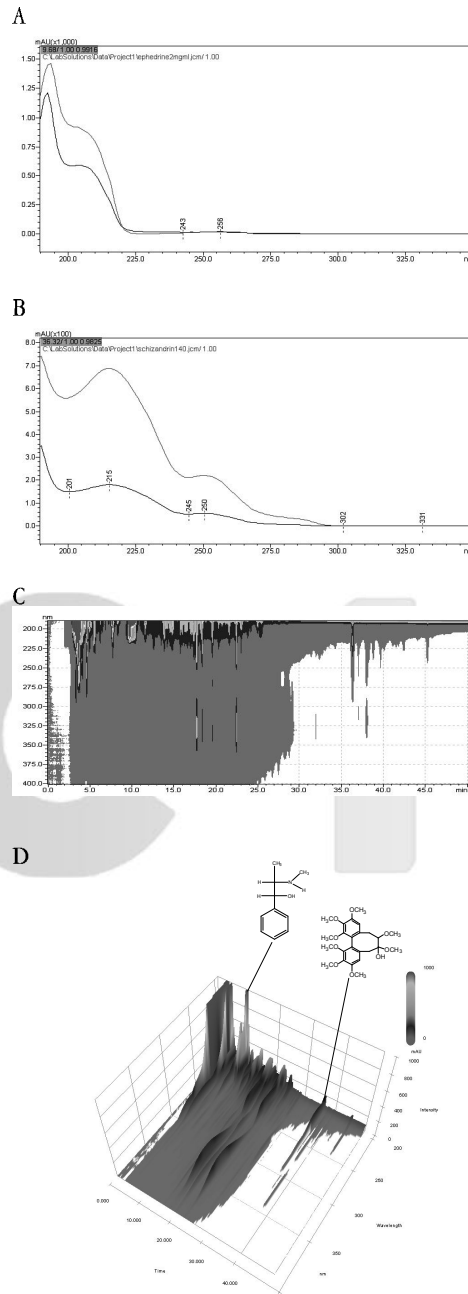 A
mAU(x1,000)
9.68/ 1.00 0.9916
C:\LabSolutions\Data\Project1\ephedrine2ngml.jcm/ 1.00
1.50
1.25
1.00
0.75
0.50
0.25
0.00
243
256
200.0 225.0 250.0 275.0 300.0 325.0 n
B
mAU(x100)
36.32/ 1.00 0.9825
C:\LabSolutions\Data\Project1\schizandrin140.jcm/ 1.00
8.0
7.0
6.0
5.0
4.0
3.0
2.0
1.0
0.0
201
215
245
250
302
331
200.0 225.0 250.0 275.0 300.0 325.0 n
C
nm
200.0
225.0
250.0
275.0
300.0
325.0
350.0
375.0
400.0
0.0 5.0 10.0 15.0 20.0 25.0 30.0 35.0 40.0 45.0 min
D
CH₃
H N CH₃
H
H OH
OCH₃
H₃CO
H₃CO OCH₃
H₃CO OCH₃
OH
H₃CO
OCH₃
1000
0
mAU
1000
800
600
400
200
0
Intensity
200
250
300
350
Wavelength
nm
0.000
10.000
20.000
30.000
40.000
Time